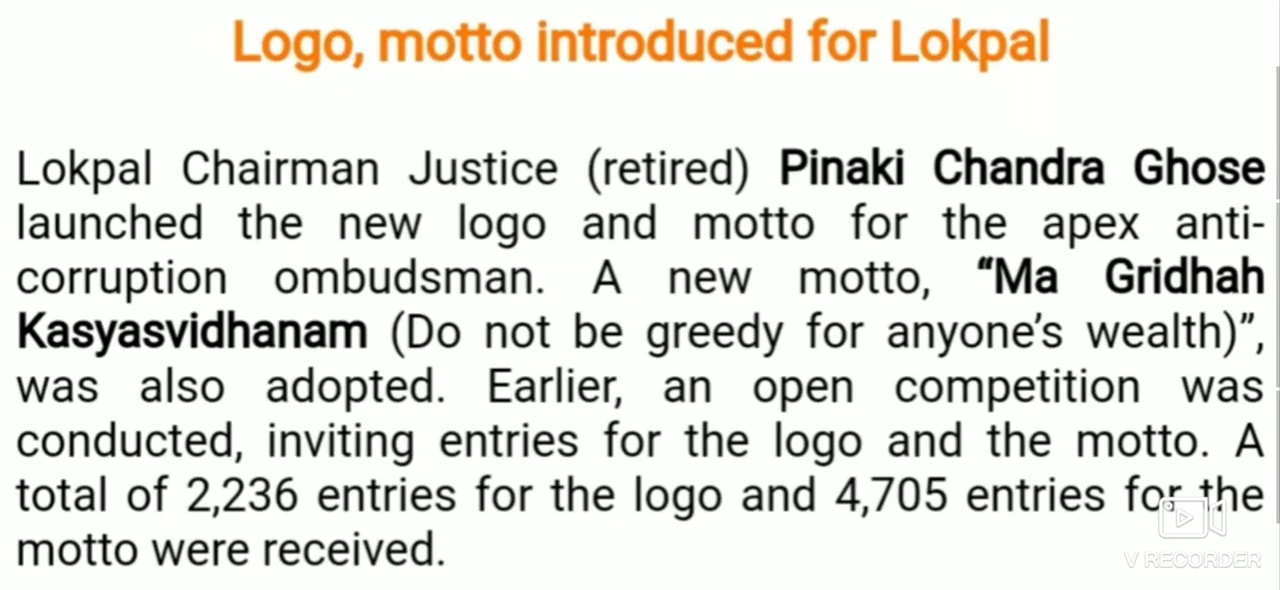 Logo, motto introduced for Lokpal
Lokpal Chairman Justice (retired) Pinaki Chandra Ghose
launched the new logo and motto for the apex anti-
corruption ombudsman. A new motto, “Ma Gridhah
Kasyasvidhanam (Do not be greedy for anyone’s wealth)”,
was also adopted. Earlier, an open competition was
conducted, inviting entries for the logo and the motto. A
total of 2,236 entries for the logo and 4,705 entries for the
motto were received.
V RECORDER